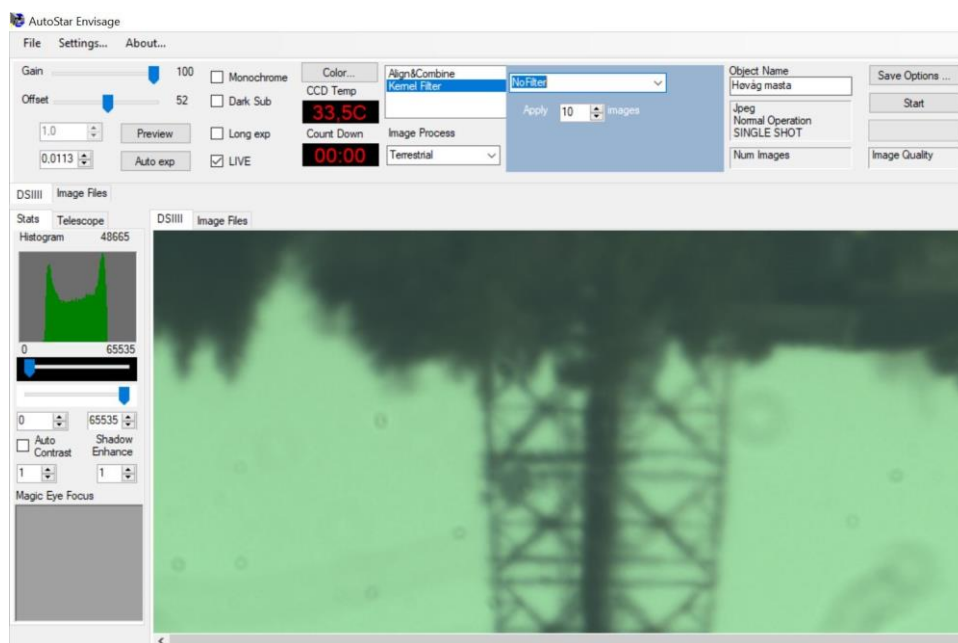 AutoStar Envisage
File Settings... About...
Gain 100
Offset 52
1.0 Preview
0.0113 Auto exp
Monochrome
Dark Sub
Long exp
LIVE
Color...
CCD Temp
33,5C
Count Down
00:00
Align&Combine
Kernel Filter
Image Process
Terrestrial
NoFilter
Apply 10 images
Object Name
Høvåg masta
Jpeg
Normal Operation
SINGLE SHOT
Num Images
Save Options ...
Start
Image Quality
DSIIII Image Files
Stats Telescope
Histogram 48665
0 65535
0 65535
Auto Contrast
Shadow Enhance
1 1
Magic Eye Focus
DSIIII Image Files